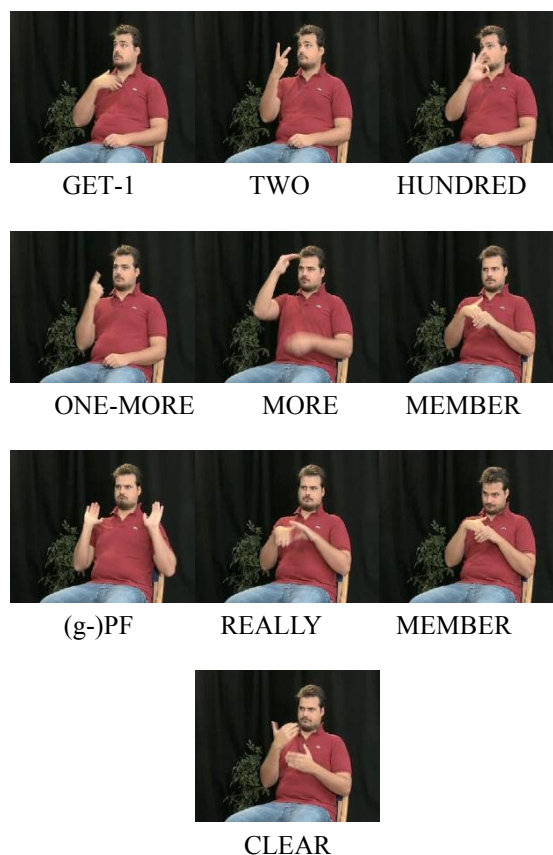 GET-1 TWO HUNDRED
ONE-MORE MORE MEMBER
(g-)PF REALLY MEMBER
CLEAR